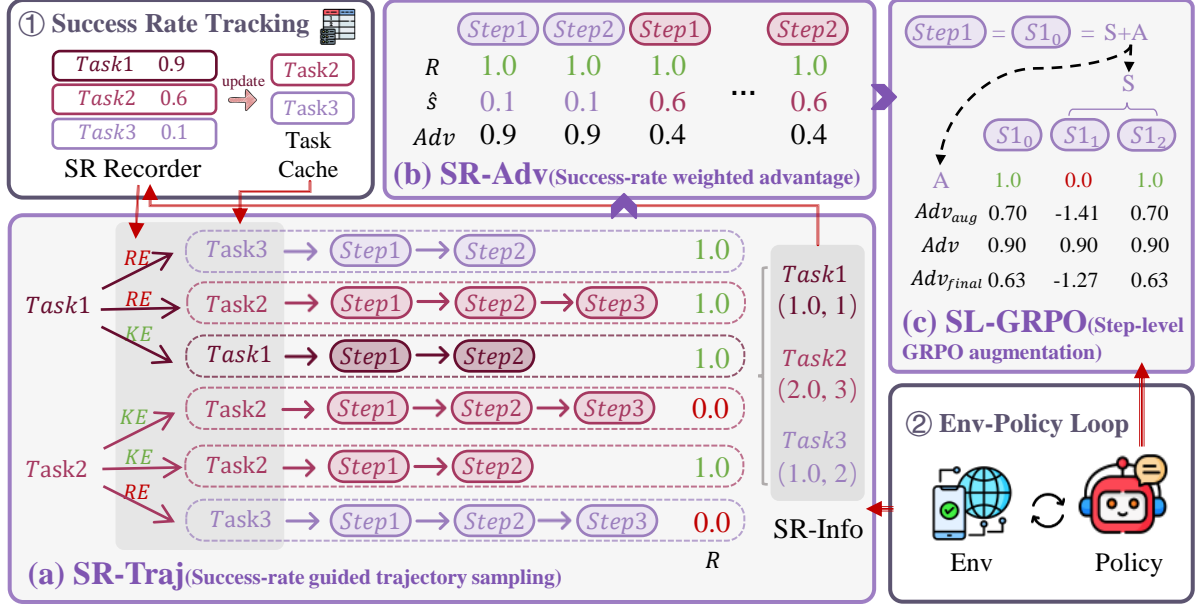 ① Success Rate Tracking
Task1 0.9
Task2 0.6
Task3 0.1
SR Recorder
update
Task2
Task3
Task
Cache
Step1 Step2 Step1 Step2
R 1.0 1.0 1.0 1.0
ŝ 0.1 0.1 0.6 ... 0.6
Adv 0.9 0.9 0.4 0.4
(b) SR-Adv(Success-rate weighted advantage)
Step1 = S1₀ = S+A
S
S1₀ S1₁ S1₂
A 1.0 0.0 1.0
Adv_aug 0.70 -1.41 0.70
Adv 0.90 0.90 0.90
Adv_final 0.63 -1.27 0.63
(c) SL-GRPO(Step-level
GRPO augmentation)
Task1
RE
RE
KE
Task2
KE
KE
RE
Task3 Step1 Step2 1.0
Task2 Step1 Step2 Step3 1.0
Task1 Step1 Step2 1.0
Task2 Step1 Step2 Step3 0.0
Task2 Step1 Step2 1.0
Task3 Step1 Step2 Step3 0.0
R
Task1
(1.0, 1)
Task2
(2.0, 3)
Task3
(1.0, 2)
SR-Info
(a) SR-Traj(Success-rate guided trajectory sampling)
② Env-Policy Loop
Env
Policy